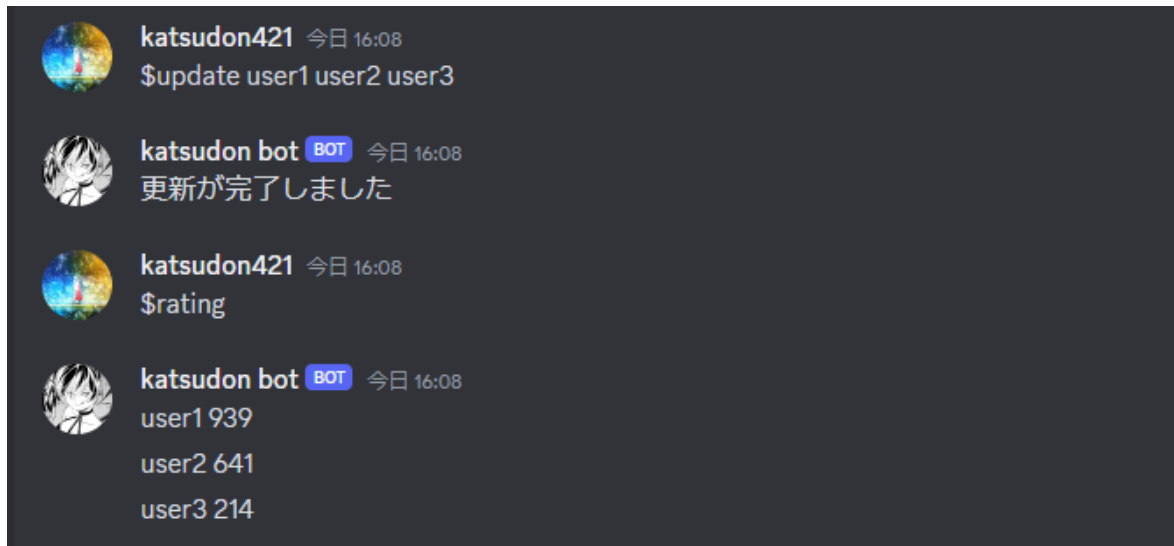 katsudon421 今日 16:08
$update user1 user2 user3
katsudon bot BOT 今日 16:08
更新が完了しました
katsudon421 今日 16:08
$rating
katsudon bot BOT 今日 16:08
user1 939
user2 641
user3 214